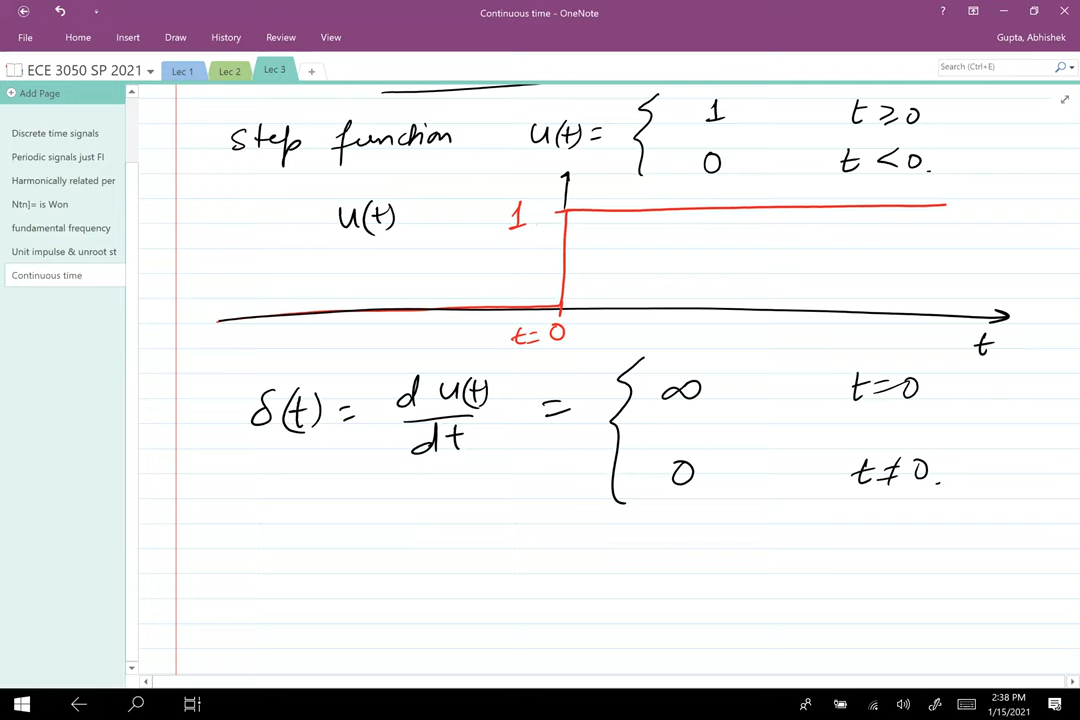 Continuous time - OneNote
?
File Home Insert Draw History Review View
Gupta, Abhishek
ECE 3050 SP 2021
Lec 1 Lec 2 Lec 3 +
Search (Ctrl+E)
Add Page
Discrete time signals
Periodic signals just FI
Harmonically related per
Ntn]= is Won
fundamental frequency
Unit impulse & unroot st
Continuous time
step function u(t) = { 1 t ≥ 0
0 t < 0.
u(t) 1
t = 0
t
δ(t) = d u(t) / dt = { ∞ t = 0
0 t ≠ 0.
2:38 PM
1/15/2021